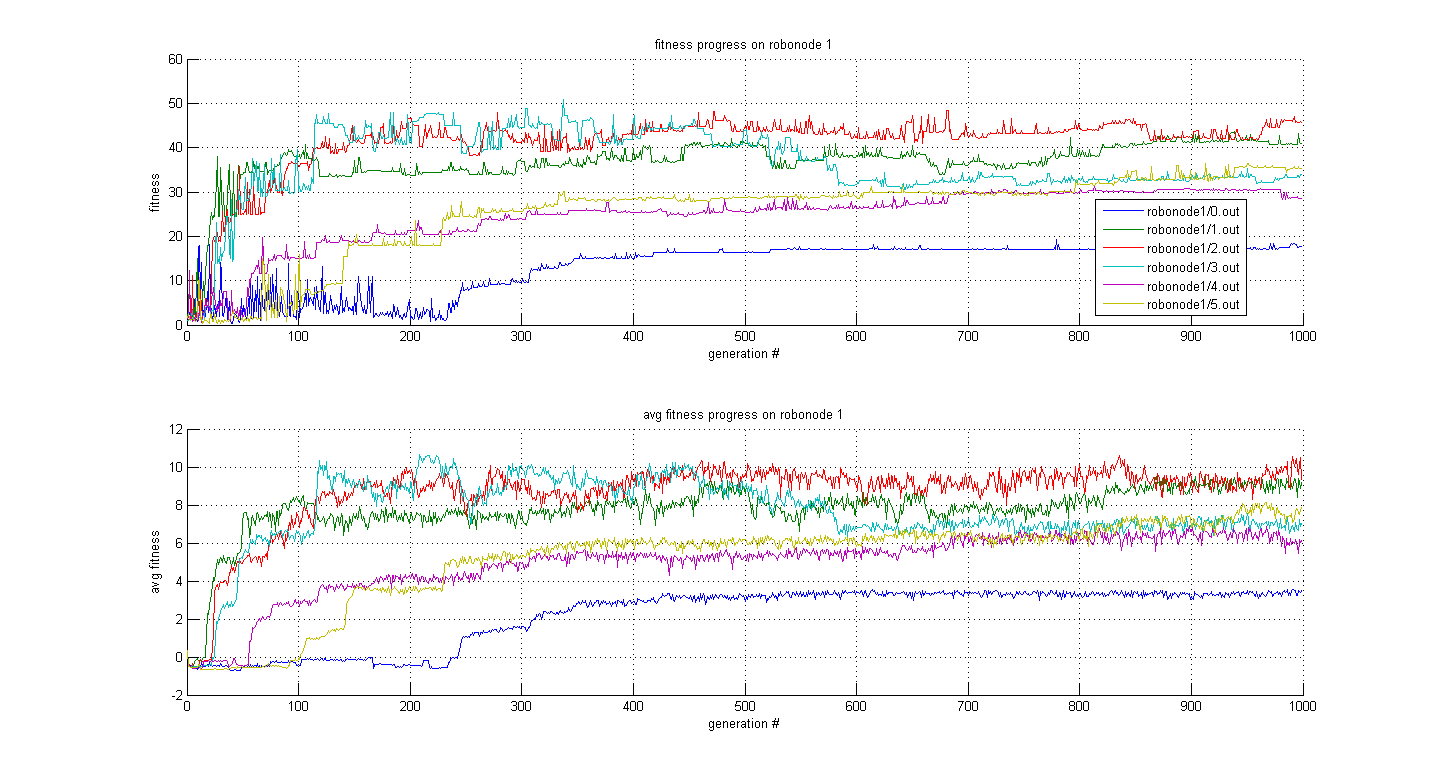 fitness progress on robonode 1
60
50
40
30
20
10
0
fitness
0 100 200 300 400 500 600 700 800 900 1000
generation #
robonode1/0.out
robonode1/1.out
robonode1/2.out
robonode1/3.out
robonode1/4.out
robonode1/5.out
avg fitness progress on robonode 1
12
10
8
6
4
2
0
-2
avg fitness
0 100 200 300 400 500 600 700 800 900 1000
generation #